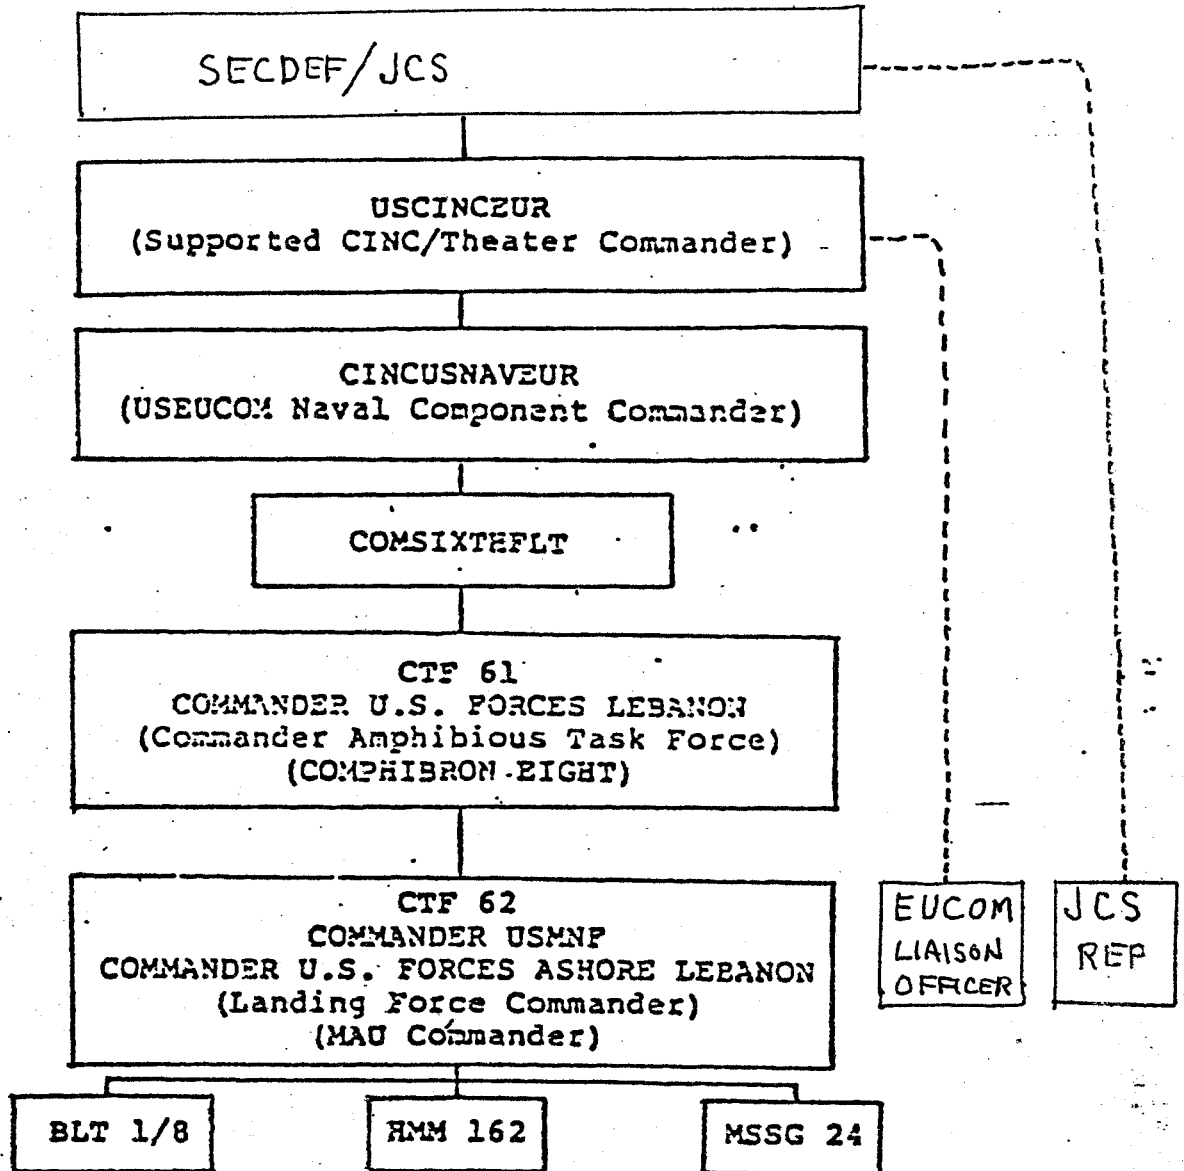 SECDEF/JCS
USCINCEUR
(Supported CINC/Theater Commander)
CINCUSNAVEUR
(USEUCOM Naval Component Commander)
COMSIXTHFLT
CTF 61
COMMANDER U.S. FORCES LEBANON
(Commander Amphibious Task Force)
(COMPHIBRON EIGHT)
CTF 62
COMMANDER USMNF
COMMANDER U.S. FORCES ASHORE LEBANON
(Landing Force Commander)
(MAU Commander)
EUCOM
LIAISON
OFFICER
JCS
REP
BLT 1/8
HMM 162
MSSG 24